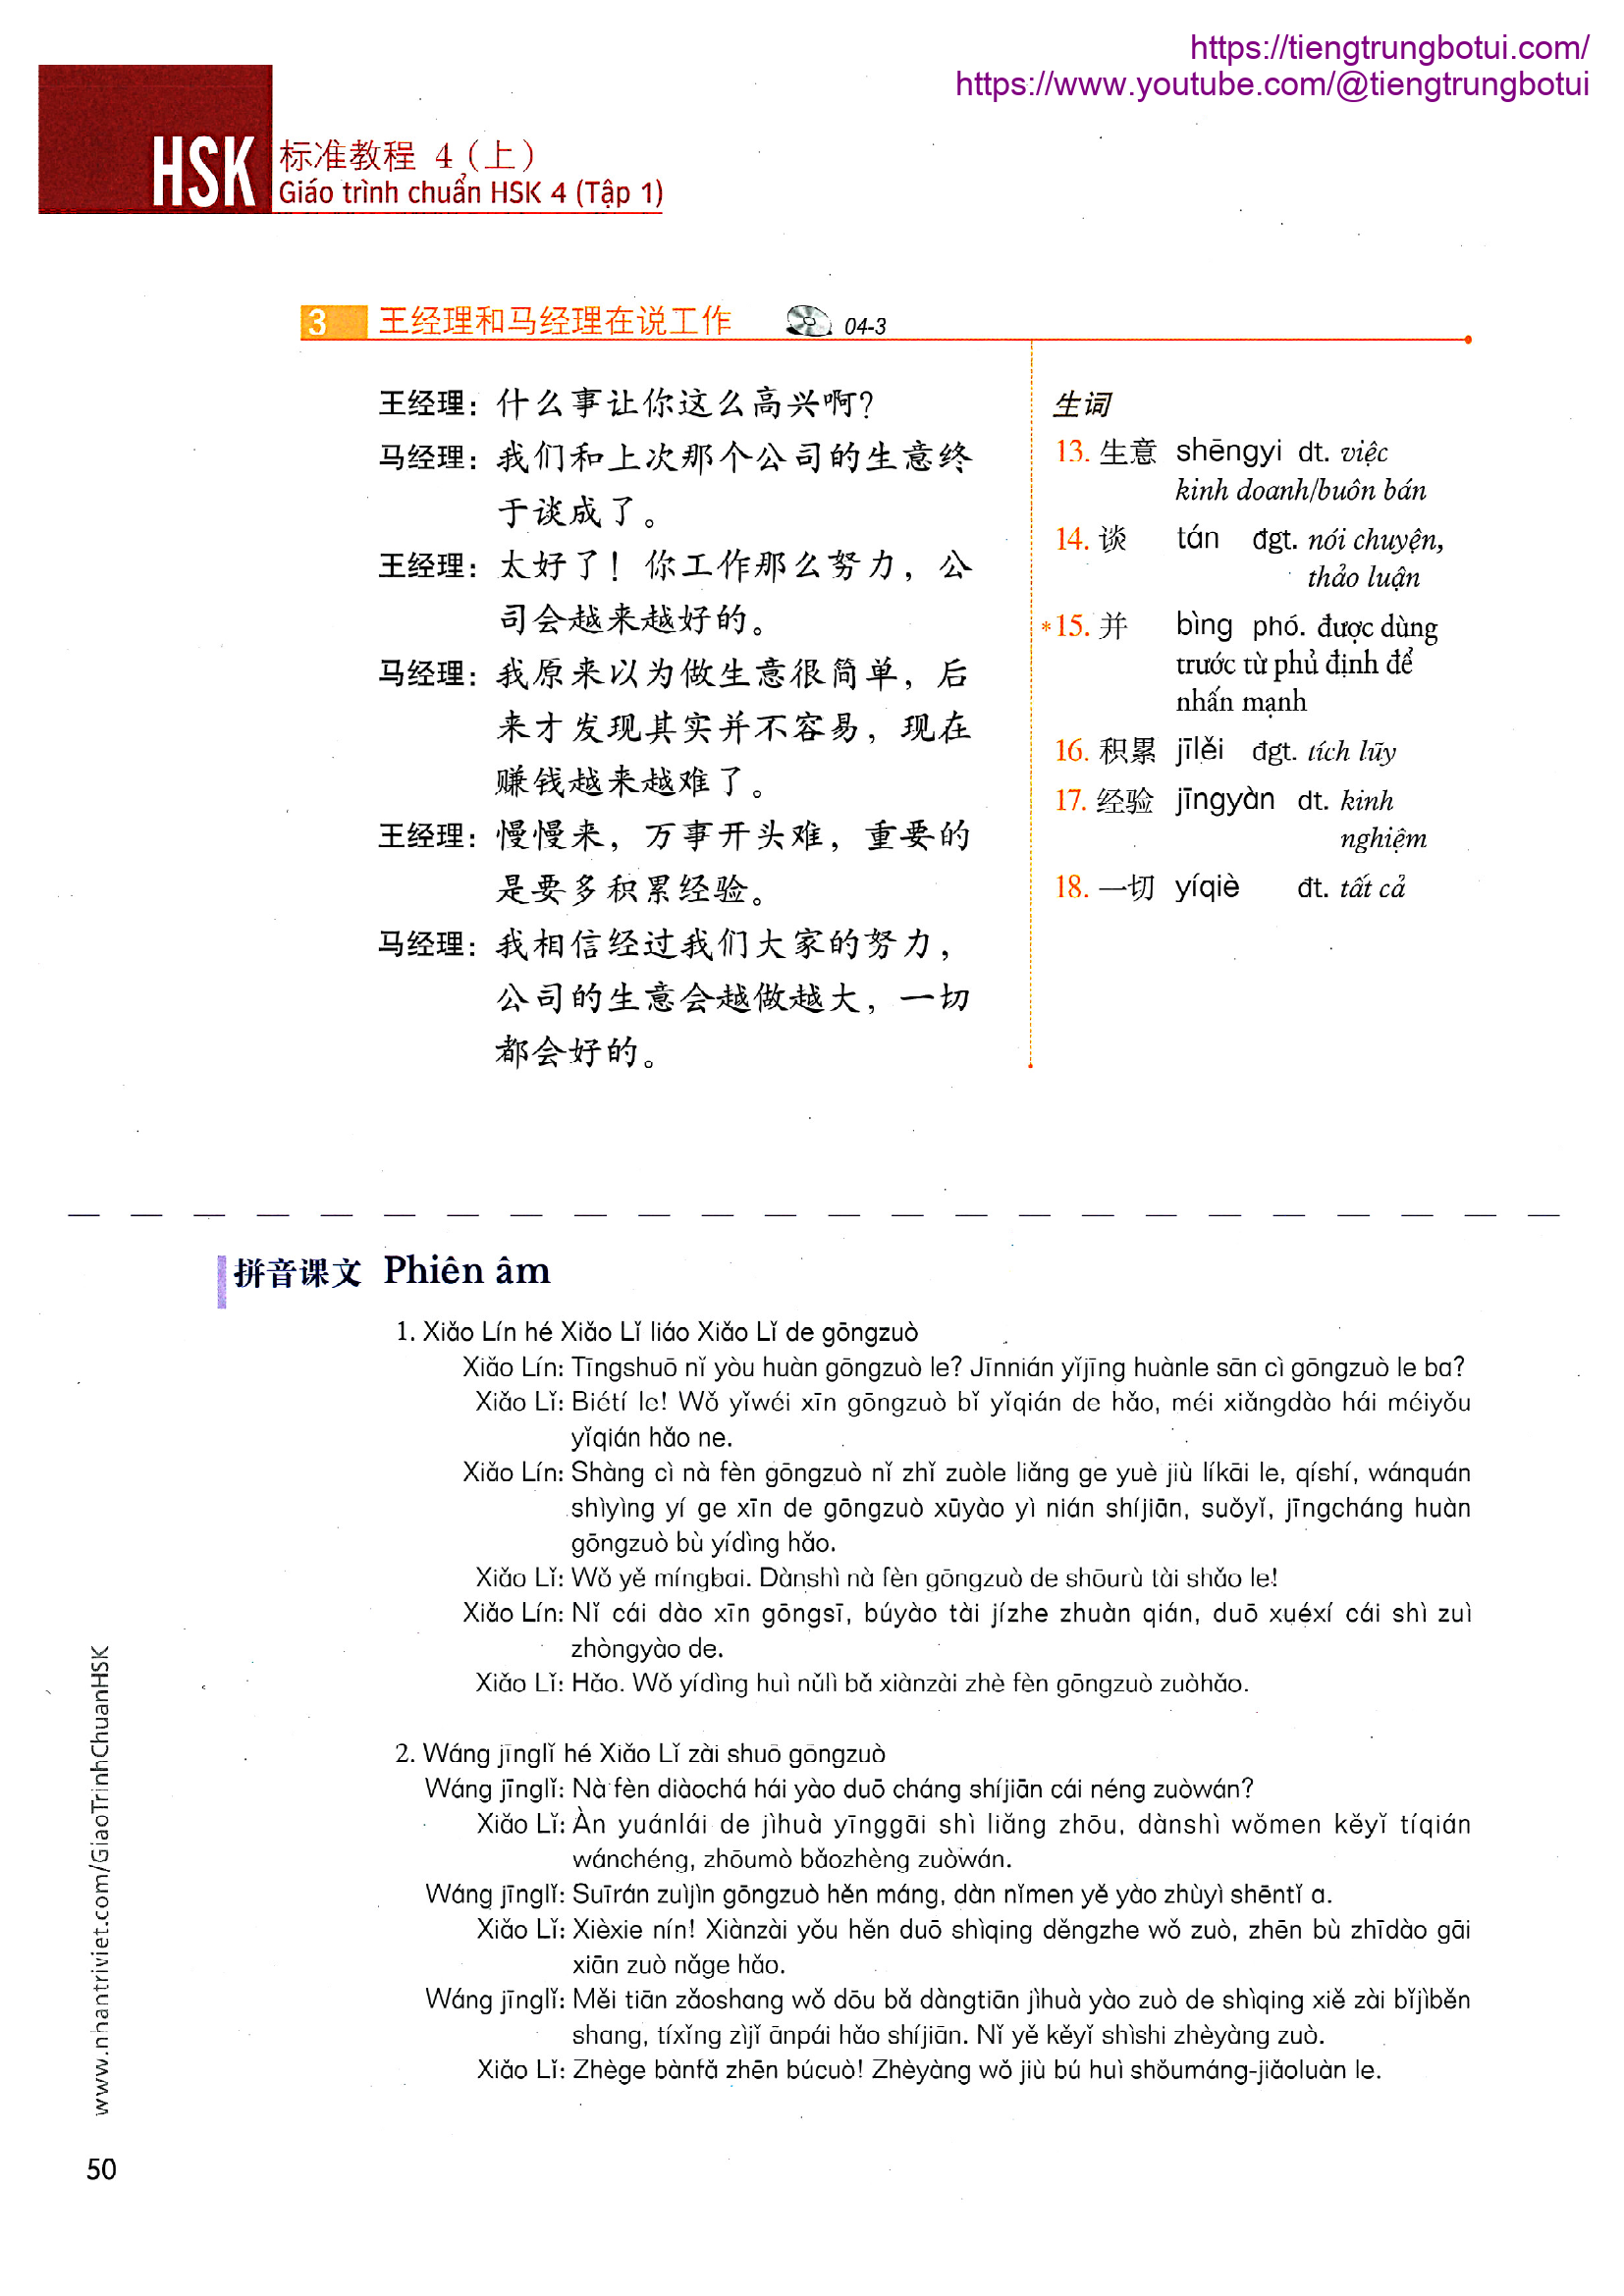 https://tiengtrungbotui.com/
https://www.youtube.com/@tiengtrungbotui
HSK 标准教程 4（上）
Giáo trình chuẩn HSK 4 (Tập 1)
3 王经理和马经理在说工作 04-3
王经理：什么事让你这么高兴啊？
马经理：我们和上次那个公司的生意终
于谈成了。
王经理：太好了！你工作那么努力，公
司会越来越好的。
马经理：我原来以为做生意很简单，后
来才发现其实并不容易，现在
赚钱越来越难了。
王经理：慢慢来，万事开头难，重要的
是要多积累经验。
马经理：我相信经过我们大家的努力，
公司的生意会越做越大，一切
都会好的。
生词
13. 生意 shēngyi dt. việc
kinh doanh/buôn bán
14. 谈 tán đgt. nói chuyện,
thảo luận
*15. 并 bìng phó. được dùng
trước từ phủ định để
nhấn mạnh
16. 积累 jīlěi đgt. tích lũy
17. 经验 jīngyàn dt. kinh
nghiệm
18. 一切 yíqiè đt. tất cả
拼音课文 Phiên âm
1. Xiǎo Lín hé Xiǎo Lǐ liáo Xiǎo Lǐ de gōngzuò
Xiǎo Lín: Tīngshuō nǐ yòu huàn gōngzuò le? Jīnnián yǐjīng huànle sān cì gōngzuò le ba?
Xiǎo Lǐ: Biétí le! Wǒ yǐwéi xīn gōngzuò bǐ yǐqián de hǎo, méi xiǎngdào hái méiyǒu
yǐqián hǎo ne.
Xiǎo Lín: Shàng cì nà fèn gōngzuò nǐ zhǐ zuòle liǎng ge yuè jiù líkāi le, qíshí, wánquán
shìyìng yí ge xīn de gōngzuò xūyào yì nián shíjiān, suǒyǐ, jīngcháng huàn
gōngzuò bù yídìng hǎo.
Xiǎo Lǐ: Wǒ yě míngbai. Dànshì nà fèn gōngzuò de shōurù tài shǎo le!
Xiǎo Lín: Nǐ cái dào xīn gōngsī, búyào tài jízhe zhuàn qián, duō xuéxí cái shì zuì
zhòngyào de.
Xiǎo Lǐ: Hǎo. Wǒ yídìng huì nǔlì bǎ xiànzài zhè fèn gōngzuò zuòhǎo.
2. Wáng jīnglǐ hé Xiǎo Lǐ zài shuō gōngzuò
Wáng jīnglǐ: Nà fèn diàochá hái yào duō cháng shíjiān cái néng zuòwán?
Xiǎo Lǐ: Àn yuánlái de jìhuà yīnggāi shì liǎng zhōu, dànshì wǒmen kěyǐ tíqián
wánchéng, zhōumò bǎozhèng zuòwán.
Wáng jīnglǐ: Suīrán zuìjìn gōngzuò hěn máng, dàn nǐmen yě yào zhùyì shēntǐ a.
Xiǎo Lǐ: Xièxie nín! Xiànzài yǒu hěn duō shìqing děngzhe wǒ zuò, zhēn bù zhīdào gāi
xiān zuò nǎge hǎo.
Wáng jīnglǐ: Měi tiān zǎoshang wǒ dōu bǎ dàngtiān jìhuà yào zuò de shìqing xiě zài bǐjìběn
shang, tíxǐng zìjǐ ānpái hǎo shíjiān. Nǐ yě kěyǐ shìshi zhèyàng zuò.
Xiǎo Lǐ: Zhège bànfǎ zhēn búcuò! Zhèyàng wǒ jiù bú huì shǒumáng-jiǎoluàn le.
www.nhantriviet.com/GiaoTrinhChuanHSK
50